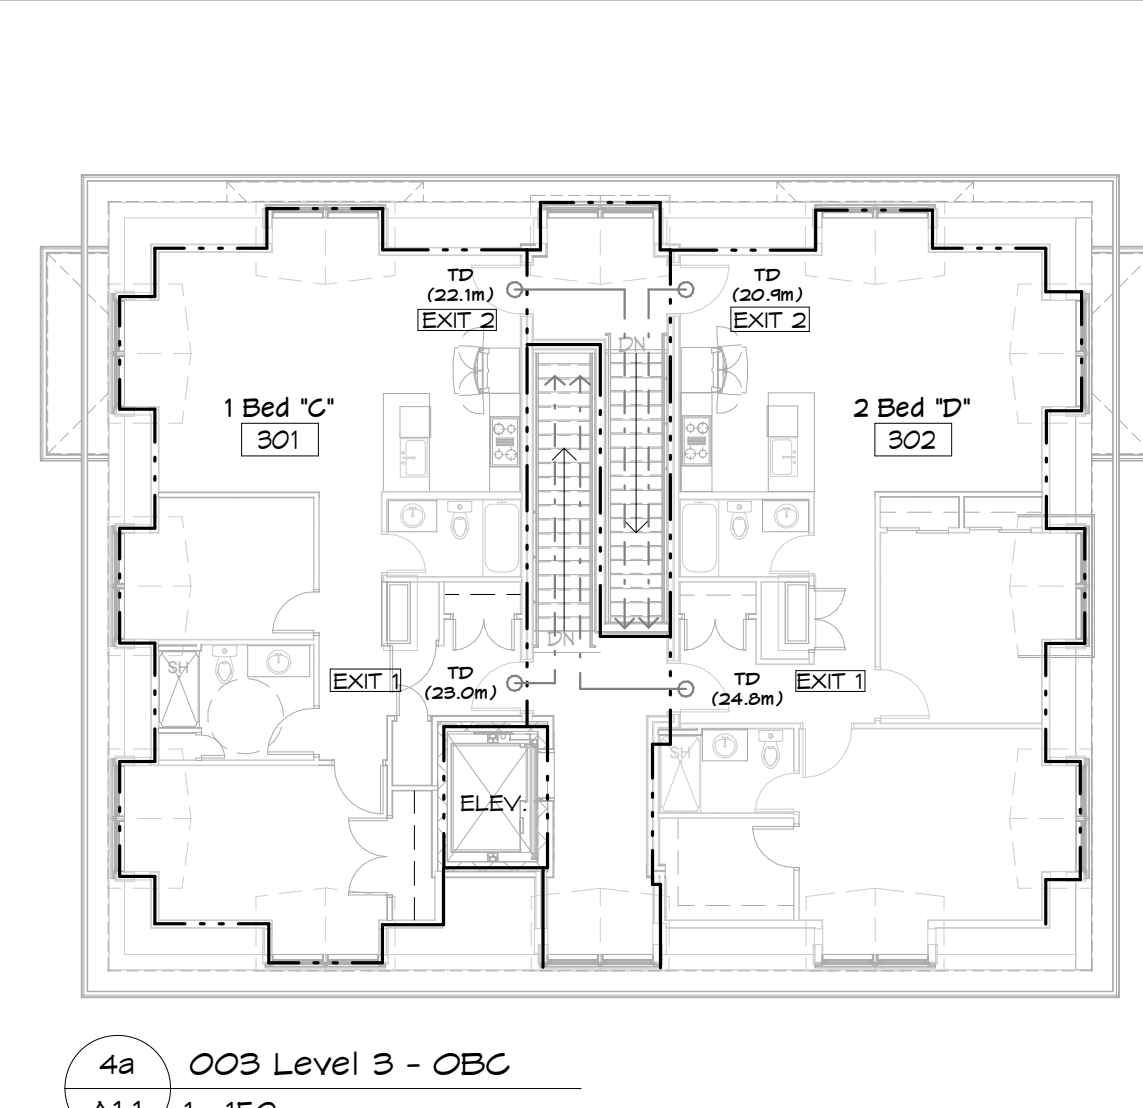 TD
(22.1m)
EXIT 2
TD
(20.9m)
EXIT 2
DN
1 Bed "C"
301
2 Bed "D"
302
DN
SH
EXIT 1
TD
(23.0m)
TD
(24.8m)
EXIT 1
SH
ELEV.
4a
003 Level 3 - OBC